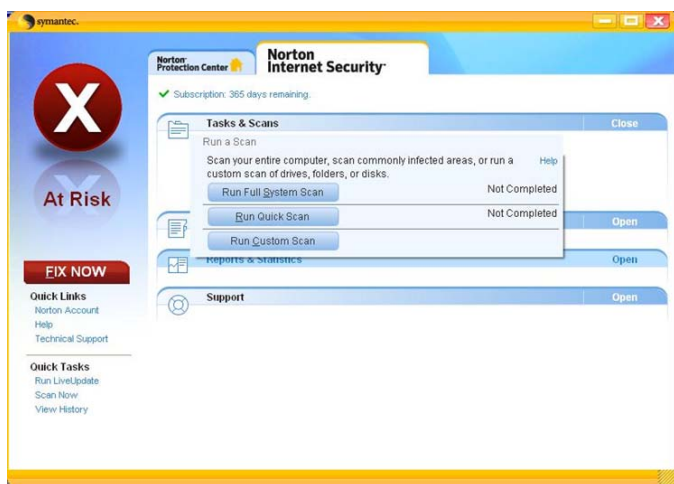 symantec.
Norton
Protection Center
Norton
Internet Security
Subscription: 365 days remaining.
X
At Risk
FIX NOW
Quick Links
Norton Account
Help
Technical Support
Quick Tasks
Run LiveUpdate
Scan Now
View History
Tasks & Scans Close
Run a Scan
Scan your entire computer, scan commonly infected areas, or run a Help
custom scan of drives, folders, or disks.
Run Full System Scan Not Completed
Run Quick Scan Not Completed
Run Custom Scan
Open
Reports & Statistics Open
Support Open